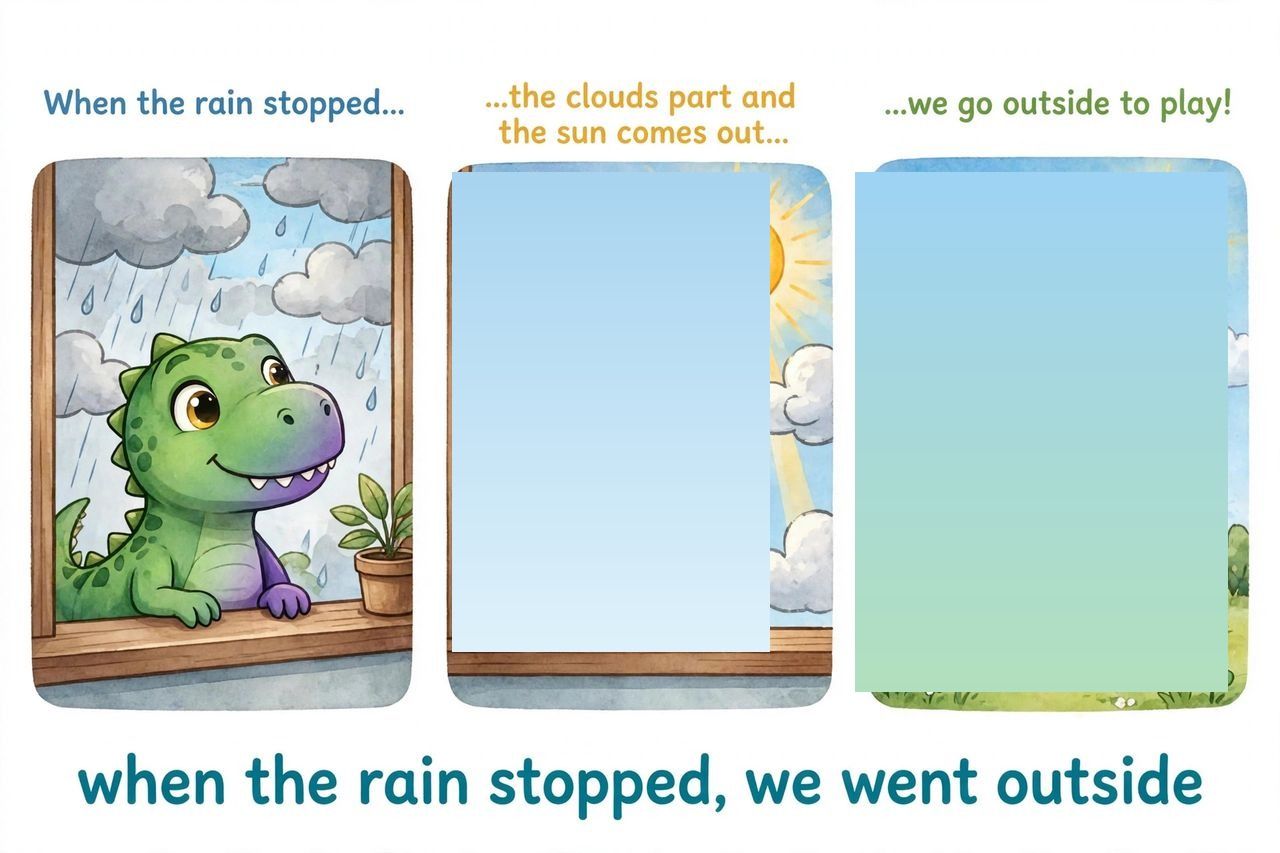 When the rain stopped...
...the clouds part and
the sun comes out...
...we go outside to play!
when the rain stopped, we went outside